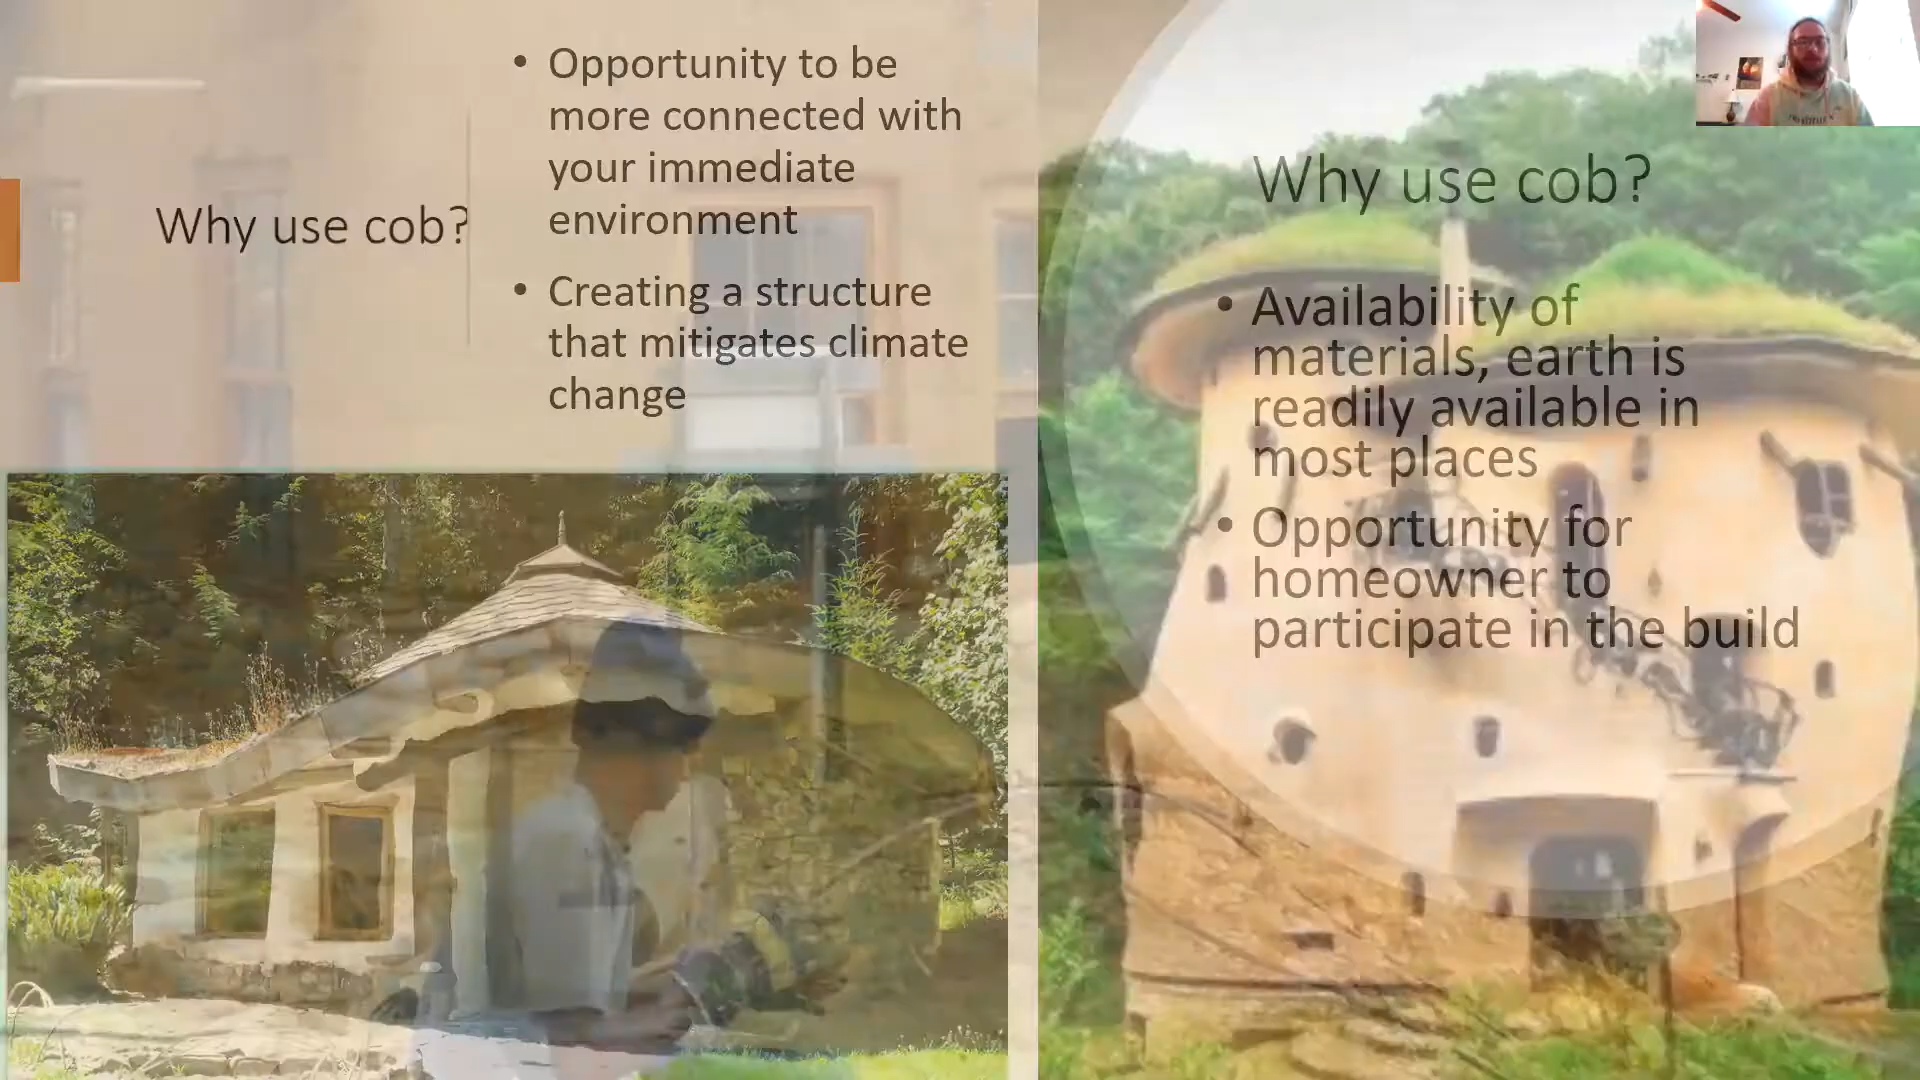 Why use cob?
• Opportunity to be
more connected with
your immediate
environment
• Creating a structure
that mitigates climate
change
Why use cob?
• Availability of
materials, earth is
readily available in
most places
• Opportunity for
homeowner to
participate in the build